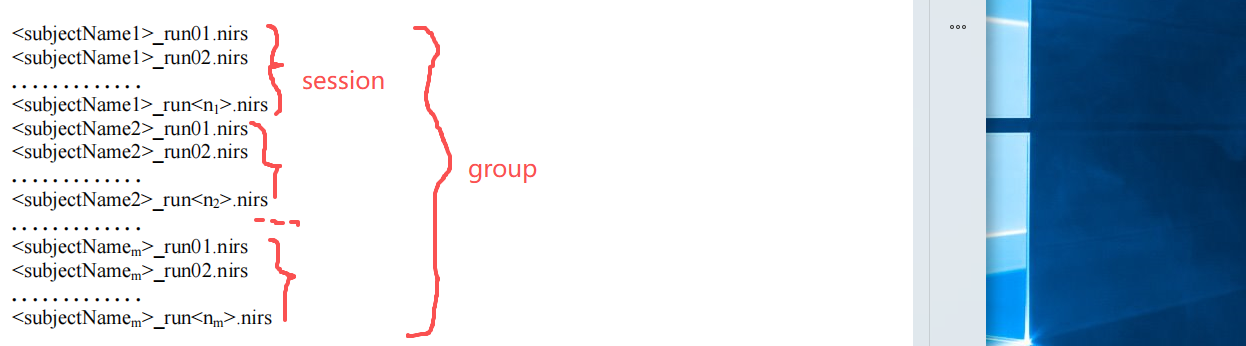 <subjectName1>_run01.nirs
<subjectName1>_run02.nirs
. . . . . . . . . . . . .
session
<subjectName1>_run<n₁>.nirs
<subjectName2>_run01.nirs
<subjectName2>_run02.nirs
group
. . . . . . . . . . . . .
<subjectName2>_run<n₂>.nirs
. . . . . . . . . . . . .
<subjectNameₘ>_run01.nirs
<subjectNameₘ>_run02.nirs
. . . . . . . . . . . . .
<subjectNameₘ>_run<nₘ>.nirs